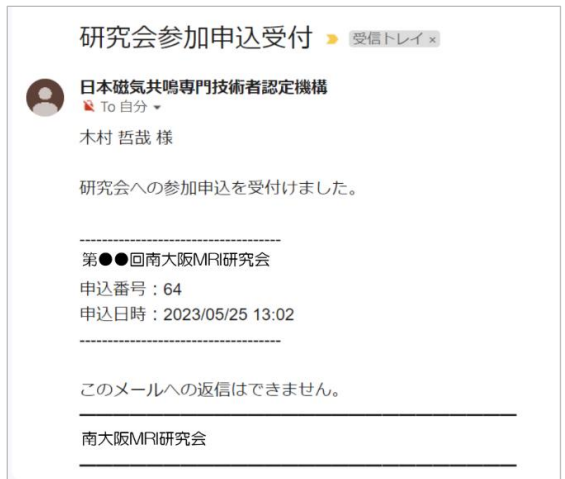 研究会参加申込受付 受信トレイ ×
日本磁気共鳴専門技術者認定機構
To 自分
木村 哲哉 様
研究会への参加申込を受付けました。
-----------------------------------
第●●回南大阪MRI研究会
申込番号：64
申込日時：2023/05/25 13:02
-----------------------------------
このメールへの返信はできません。
南大阪MRI研究会